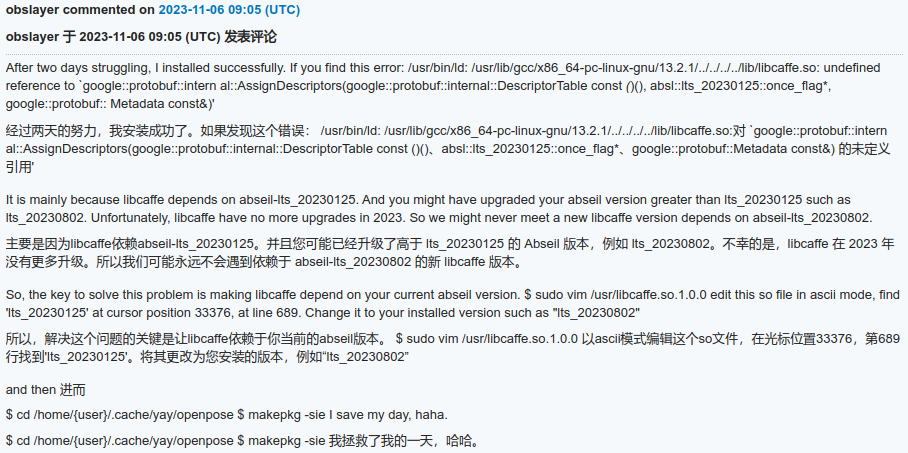 obslayer commented on 2023-11-06 09:05 (UTC)
obslayer 于 2023-11-06 09:05 (UTC) 发表评论
After two days struggling, I installed successfully. If you find this error: /usr/bin/ld: /usr/lib/gcc/x86_64-pc-linux-gnu/13.2.1/../../../../lib/libcaffe.so: undefined
reference to `google::protobuf::intern al::AssignDescriptors(google::protobuf::internal::DescriptorTable const ()(), absl::lts_20230125::once_flag*,
google::protobuf:: Metadata const&)'
经过两天的努力，我安装成功了。如果发现这个错误： /usr/bin/ld: /usr/lib/gcc/x86_64-pc-linux-gnu/13.2.1/../../../../lib/libcaffe.so:对 `google::protobuf::intern
al::AssignDescriptors(google::protobuf::internal::DescriptorTable const ()()、absl::lts_20230125::once_flag*、google::protobuf::Metadata const&) 的未定义
引用'
It is mainly because libcaffe depends on abseil-lts_20230125. And you might have upgraded your abseil version greater than lts_20230125 such as
lts_20230802. Unfortunately, libcaffe have no more upgrades in 2023. So we might never meet a new libcaffe version depends on abseil-lts_20230802.
主要是因为libcaffe依赖abseil-lts_20230125。并且您可能已经升级了高于 lts_20230125 的 Abseil 版本，例如 lts_20230802。不幸的是，libcaffe 在 2023 年
没有更多升级。所以我们可能永远不会遇到依赖于 abseil-lts_20230802 的新 libcaffe 版本。
So, the key to solve this problem is making libcaffe depend on your current abseil version. $ sudo vim /usr/libcaffe.so.1.0.0 edit this so file in ascii mode, find
'lts_20230125' at cursor position 33376, at line 689. Change it to your installed version such as "lts_20230802"
所以，解决这个问题的关键是让libcaffe依赖于你当前的abseil版本。 $ sudo vim /usr/libcaffe.so.1.0.0 以ascii模式编辑这个so文件，在光标位置33376，第689
行找到'lts_20230125'。将其更改为您安装的版本，例如“lts_20230802”
and then 进而
$ cd /home/{user}/.cache/yay/openpose $ makepkg -sie I save my day, haha.
$ cd /home/{user}/.cache/yay/openpose $ makepkg -sie 我拯救了我的一天，哈哈。